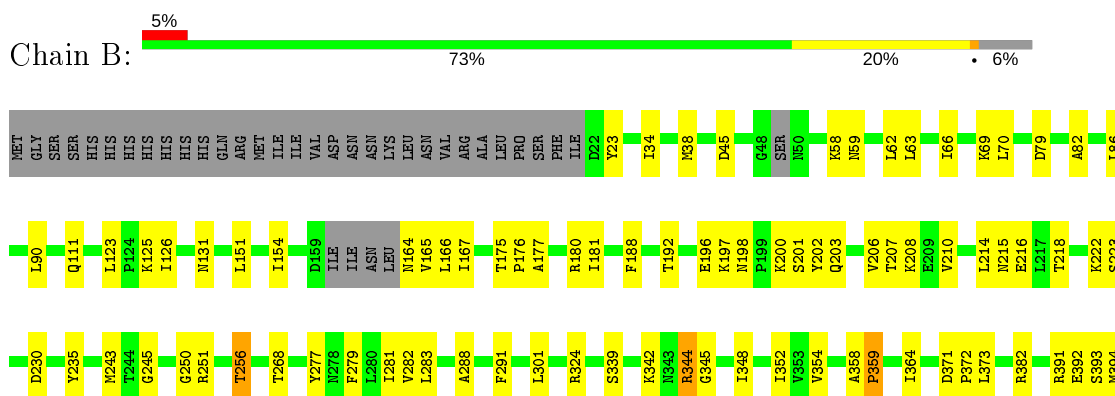 5%
Chain B:
73% 20% • 6%
MET GLY SER SER HIS HIS HIS HIS HIS HIS GLN ARG MET ILE ILE VAL ASP ASN ASN LYS LEU ASN VAL ARG ALA LEU PRO SER PHE ILE D22 Y23 I34 M38 D45 G48 SER N50 K58 N59 L62 L63 I66 K69 L70 D79 A82 L86
L90 Q111 L123 P124 K125 I126 N131 L151 I154 D159 ILE ILE ASN LEU N164 V165 L166 I167 T175 P176 A177 R180 I181 F188 T192 E196 K197 N198 P199 K200 S201 Y202 Q203 V206 T207 K208 E209 V210 L214 N215 E216 L217 T218 K222 S223
D230 Y235 M243 T244 G245 G250 R251 T256 T268 Y277 N278 F279 L280 I281 V282 L283 A288 F291 L301 R324 S339 K342 N343 R344 G345 I348 I352 V353 V354 A358 P359 I364 D371 P372 L373 R382 R391 E392 S393